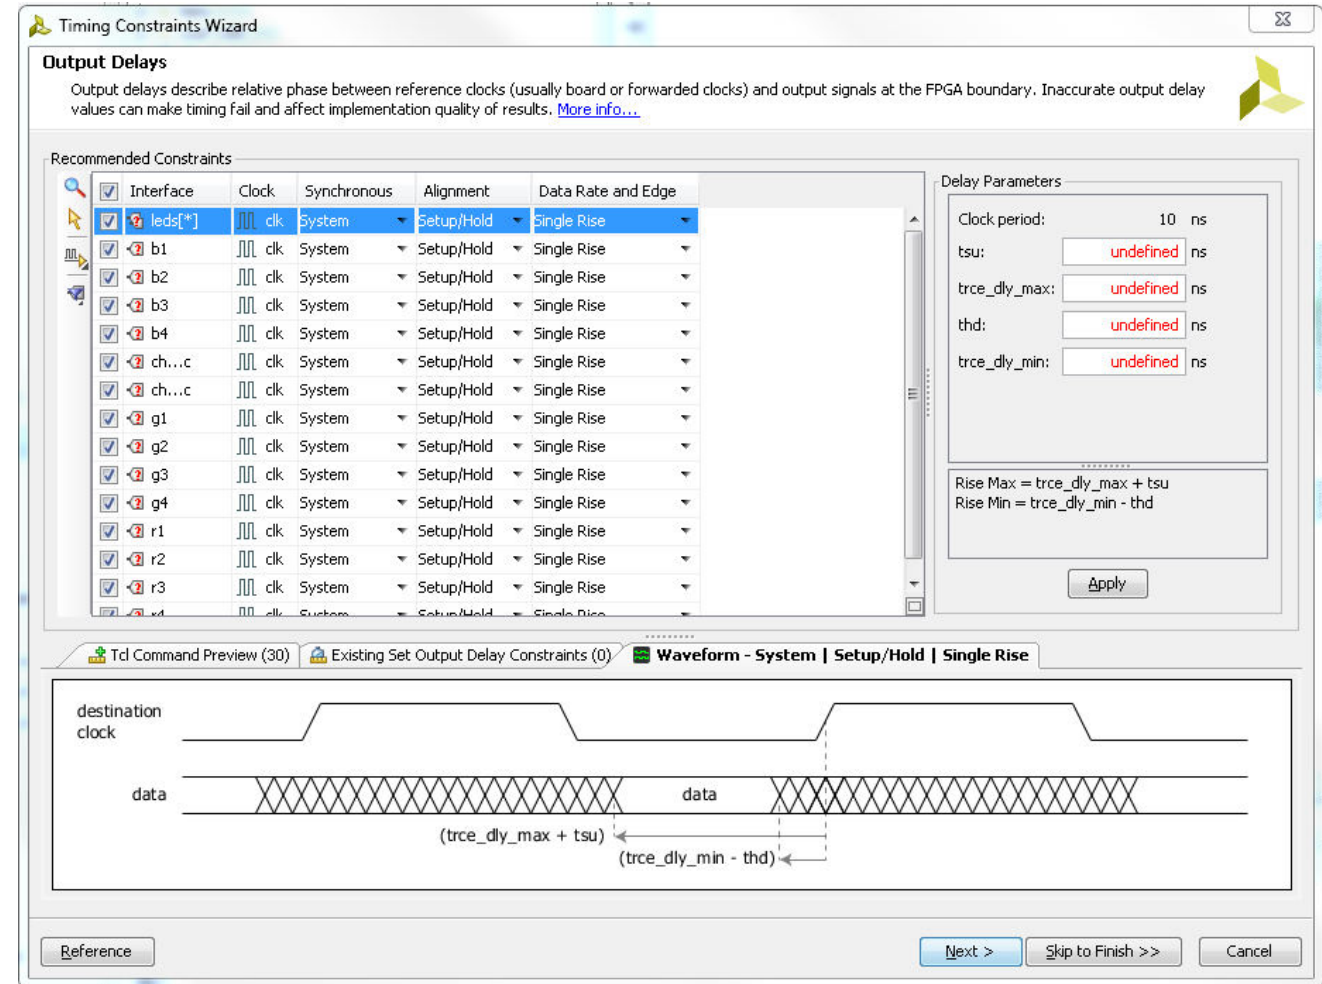 Timing Constraints Wizard
Output Delays
Output delays describe relative phase between reference clocks (usually board or forwarded clocks) and output signals at the FPGA boundary. Inaccurate output delay
values can make timing fail and affect implementation quality of results. More info...
Recommended Constraints
Interface Clock Synchronous Alignment Data Rate and Edge
leds[*] clk System Setup/Hold Single Rise
b1 clk System Setup/Hold Single Rise
b2 clk System Setup/Hold Single Rise
b3 clk System Setup/Hold Single Rise
b4 clk System Setup/Hold Single Rise
ch...c clk System Setup/Hold Single Rise
ch...c clk System Setup/Hold Single Rise
g1 clk System Setup/Hold Single Rise
g2 clk System Setup/Hold Single Rise
g3 clk System Setup/Hold Single Rise
g4 clk System Setup/Hold Single Rise
r1 clk System Setup/Hold Single Rise
r2 clk System Setup/Hold Single Rise
r3 clk System Setup/Hold Single Rise
r4 clk System Setup/Hold Single Rise
Delay Parameters
Clock period: 10 ns
tsu: undefined ns
trce_dly_max: undefined ns
thd: undefined ns
trce_dly_min: undefined ns
Rise Max = trce_dly_max + tsu
Rise Min = trce_dly_min - thd
Apply
Tcl Command Preview (30) Existing Set Output Delay Constraints (0) Waveform - System | Setup/Hold | Single Rise
destination
clock
data data
(trce_dly_max + tsu)
(trce_dly_min - thd)
Reference Next > Skip to Finish >> Cancel